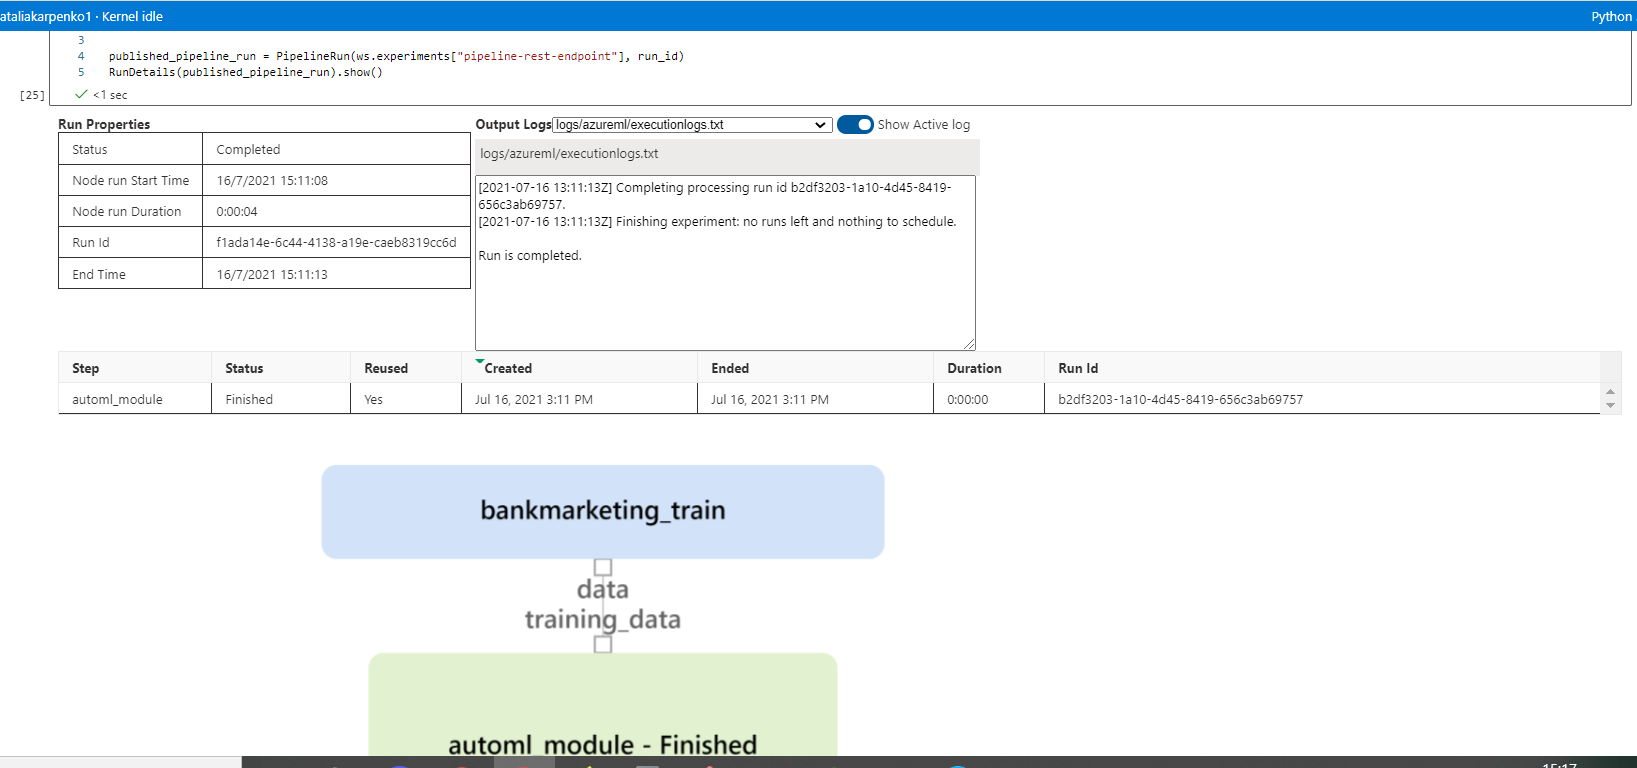 ataliakarpenko1 · Kernel idle
Python
3
4 published_pipeline_run = PipelineRun(ws.experiments["pipeline-rest-endpoint"], run_id)
5 RunDetails(published_pipeline_run).show()
[25] <1 sec
Run Properties
Status Completed
Node run Start Time 16/7/2021 15:11:08
Node run Duration 0:00:04
Run Id f1ada14e-6c44-4138-a19e-caeb8319cc6d
End Time 16/7/2021 15:11:13
Output Logs logs/azureml/executionlogs.txt Show Active log
logs/azureml/executionlogs.txt
[2021-07-16 13:11:13Z] Completing processing run id b2df3203-1a10-4d45-8419-
656c3ab69757.
[2021-07-16 13:11:13Z] Finishing experiment: no runs left and nothing to schedule.
Run is completed.
Step Status Reused Created Ended Duration Run Id
automl_module Finished Yes Jul 16, 2021 3:11 PM Jul 16, 2021 3:11 PM 0:00:00 b2df3203-1a10-4d45-8419-656c3ab69757
bankmarketing_train
data
training_data
automl_module - Finished